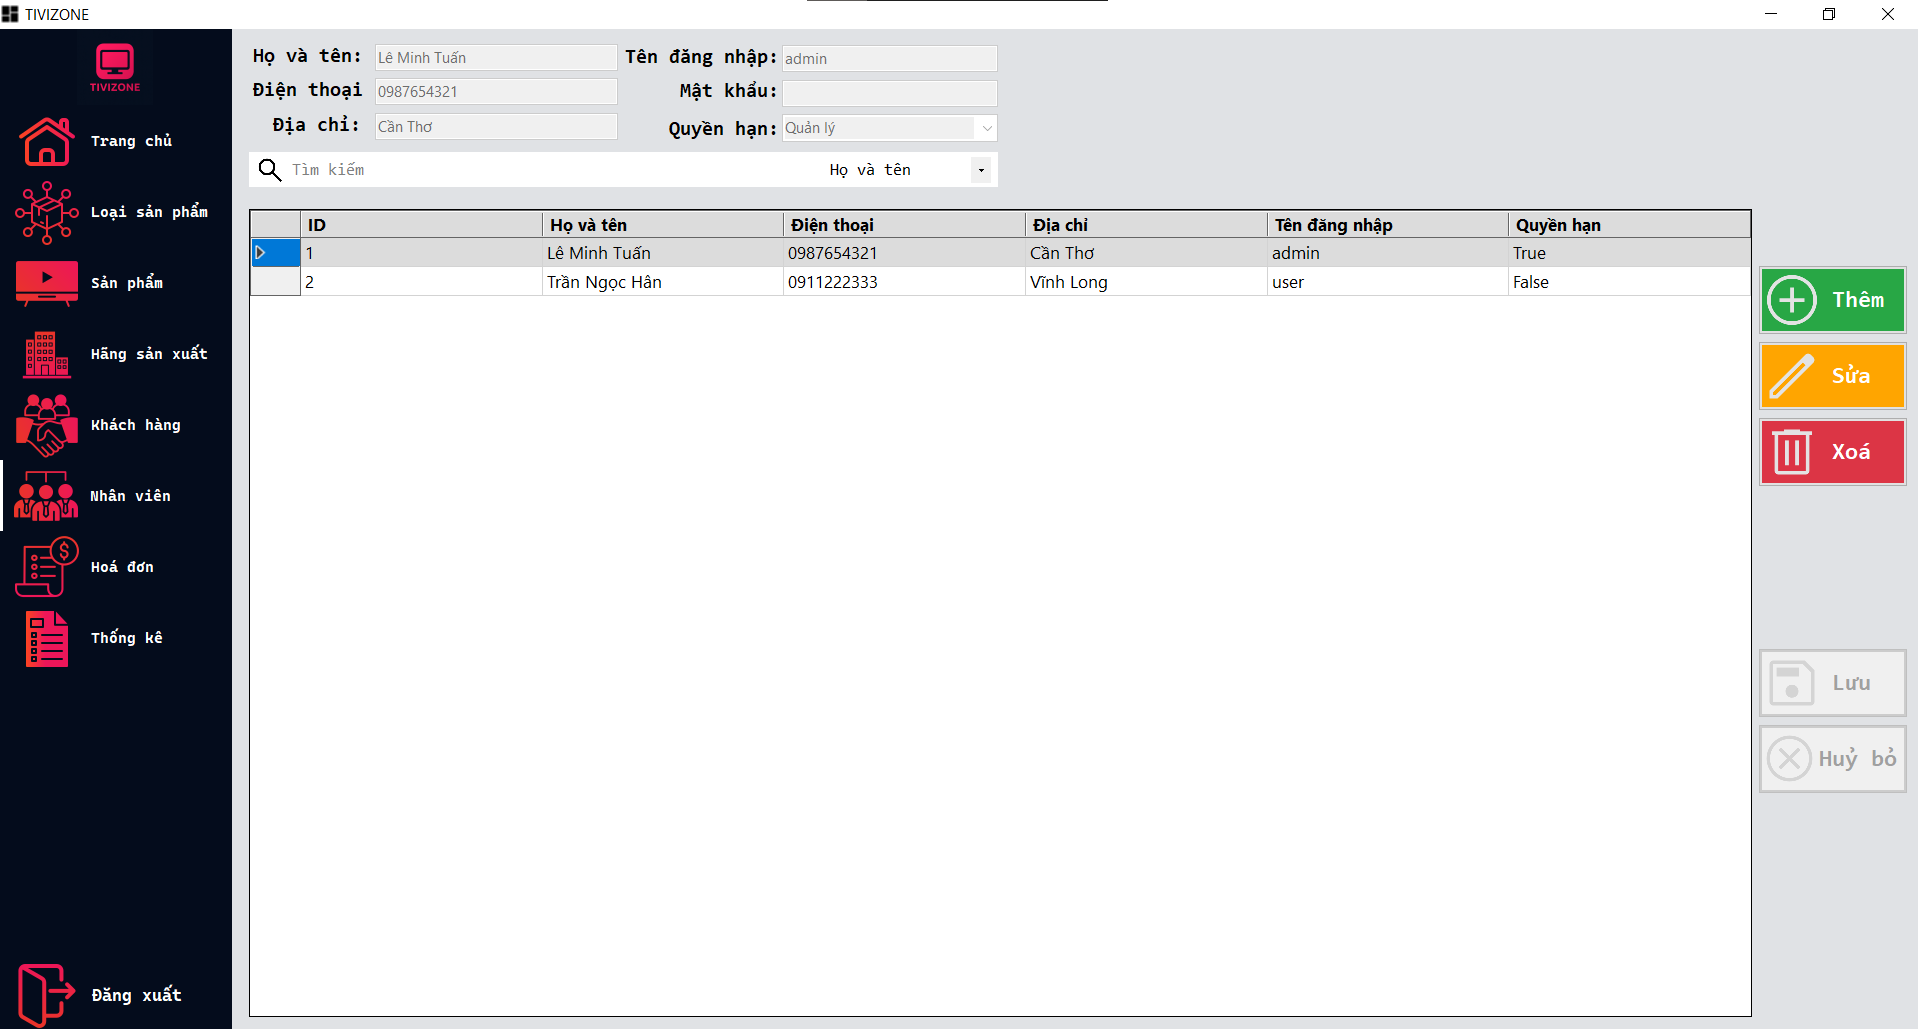 TIVIZONE
TIVIZONE
Trang chủ
Loại sản phẩm
Sản phẩm
Hãng sản xuất
Khách hàng
Nhân viên
Hoá đơn
Thống kê
Đăng xuất
Họ và tên: Lê Minh Tuấn Tên đăng nhập: admin
Điện thoại 0987654321 Mật khẩu:
Địa chỉ: Cần Thơ Quyền hạn: Quản lý
Tìm kiếm Họ và tên
ID Họ và tên Điện thoại Địa chỉ Tên đăng nhập Quyền hạn
1 Lê Minh Tuấn 0987654321 Cần Thơ admin True
2 Trần Ngọc Hân 0911222333 Vĩnh Long user False
Thêm
Sửa
Xoá
Lưu
Huỷ bỏ